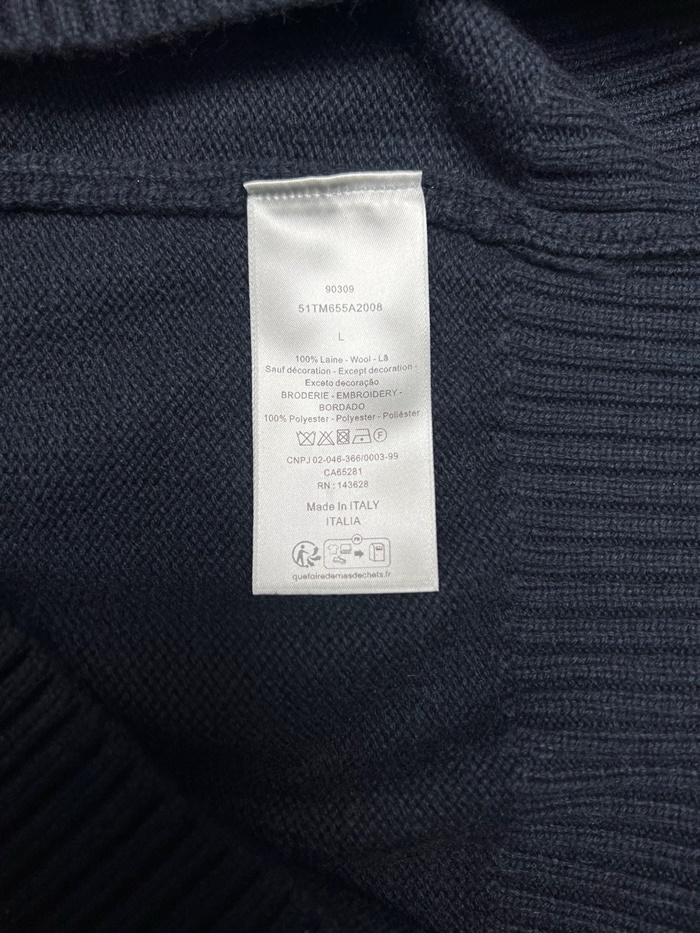 90309
51TM655A2008
L
100% Laine - Wool - Lã
Sauf décoration - Except decoration -
Exceto decoração
BRODERIE - EMBROIDERY -
BORDADO
100% Polyester - Polyester - Poliéster
F
CNPJ 02-046-366/0003-99
CA65281
RN : 143628
Made In ITALY
ITALIA
FR
quefairedemesdechets.fr